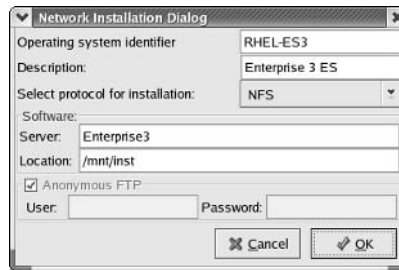 Network Installation Dialog
Operating system identifier RHEL-ES3
Description: Enterprise 3 ES
Select protocol for installation: NFS
Software:
Server: Enterprise3
Location: /mnt/inst
Anonymous FTP
User: Password:
Cancel OK